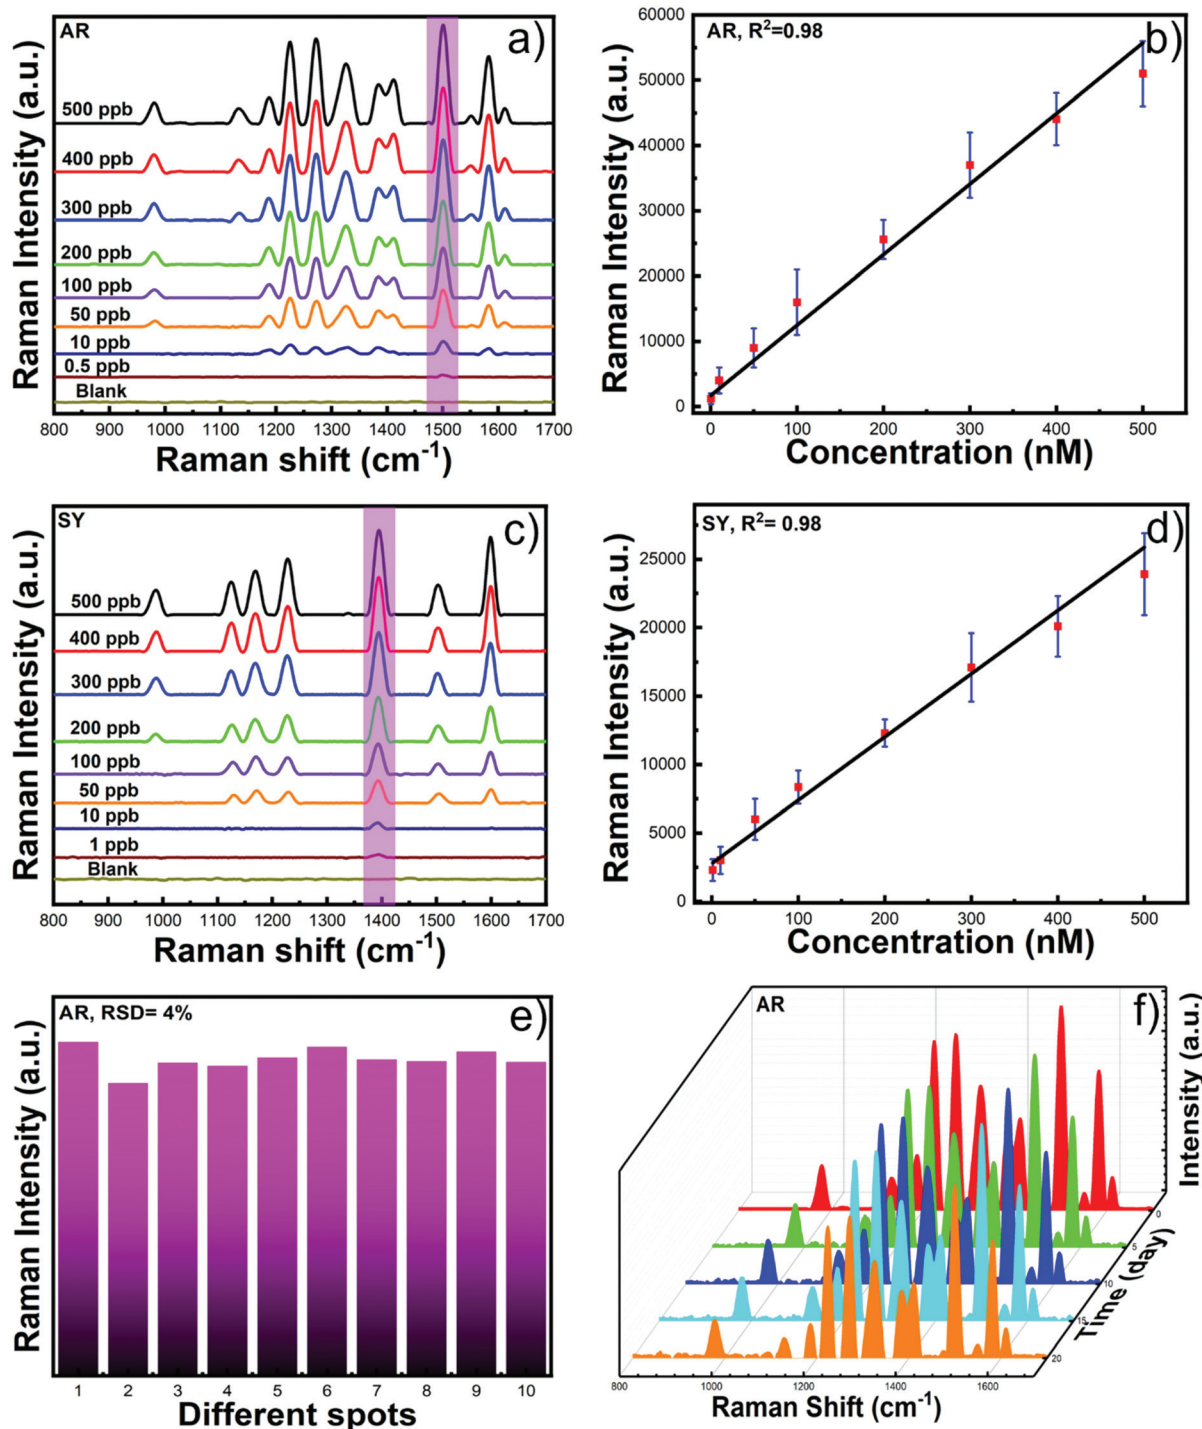 AR
a)
500 ppb
400 ppb
300 ppb
200 ppb
100 ppb
50 ppb
10 ppb
0.5 ppb
Blank
Raman Intensity (a.u.)
800 900 1000 1100 1200 1300 1400 1500 1600 1700
Raman shift (cm⁻¹)
AR, R²=0.98
b)
60000
50000
40000
30000
20000
10000
0
Raman Intensity (a.u.)
0 100 200 300 400 500
Concentration (nM)
SY
c)
500 ppb
400 ppb
300 ppb
200 ppb
100 ppb
50 ppb
10 ppb
1 ppb
Blank
Raman Intensity (a.u.)
800 900 1000 1100 1200 1300 1400 1500 1600 1700
Raman shift (cm⁻¹)
SY, R²= 0.98
d)
25000
20000
15000
10000
5000
0
Raman Intensity (a.u.)
0 100 200 300 400 500
Concentration (nM)
AR, RSD= 4%
e)
Raman Intensity (a.u.)
1 2 3 4 5 6 7 8 9 10
Different spots
AR
f)
Intensity (a.u.)
0
5
10
15
20
Time (day)
800 1000 1200 1400 1600
Raman Shift (cm⁻¹)